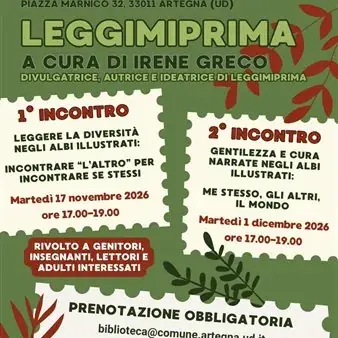 PIAZZA MARNICO 32, 33011 ARTEGNA (UD)
LEGGIMIPRIMA
A CURA DI IRENE GRECO
DIVULGATRICE, AUTRICE E IDEATRICE DI LEGGIMIPRIMA
1° INCONTRO
LEGGERE LA DIVERSITÀ
NEGLI ALBI ILLUSTRATI:
INCONTRARE “L'ALTRO” PER
INCONTRARE SE STESSI
Martedì 17 novembre 2026
ore 17.00-19.00
2° INCONTRO
GENTILEZZA E CURA
NARRATE NEGLI ALBI
ILLUSTRATI:
ME STESSO, GLI ALTRI,
IL MONDO
Martedì 1 dicembre 2026
ore 17.00-19.00
RIVOLTO A GENITORI,
INSEGNANTI, LETTORI E
ADULTI INTERESSATI
PRENOTAZIONE OBBLIGATORIA
biblioteca@comune.artegna.ud.it